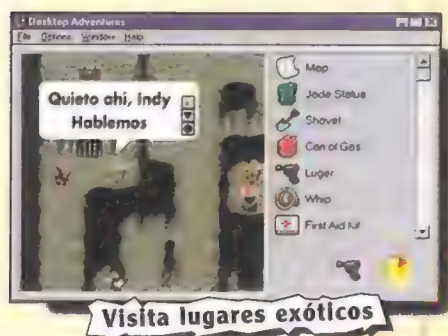 Desktop Adventures
File Options Window Help
Quieto ahí, Indy
Hablemos
Map
Jade Statue
Shovel
Can of Gas
Luger
Whip
First Aid Kit
Visita lugares exóticos